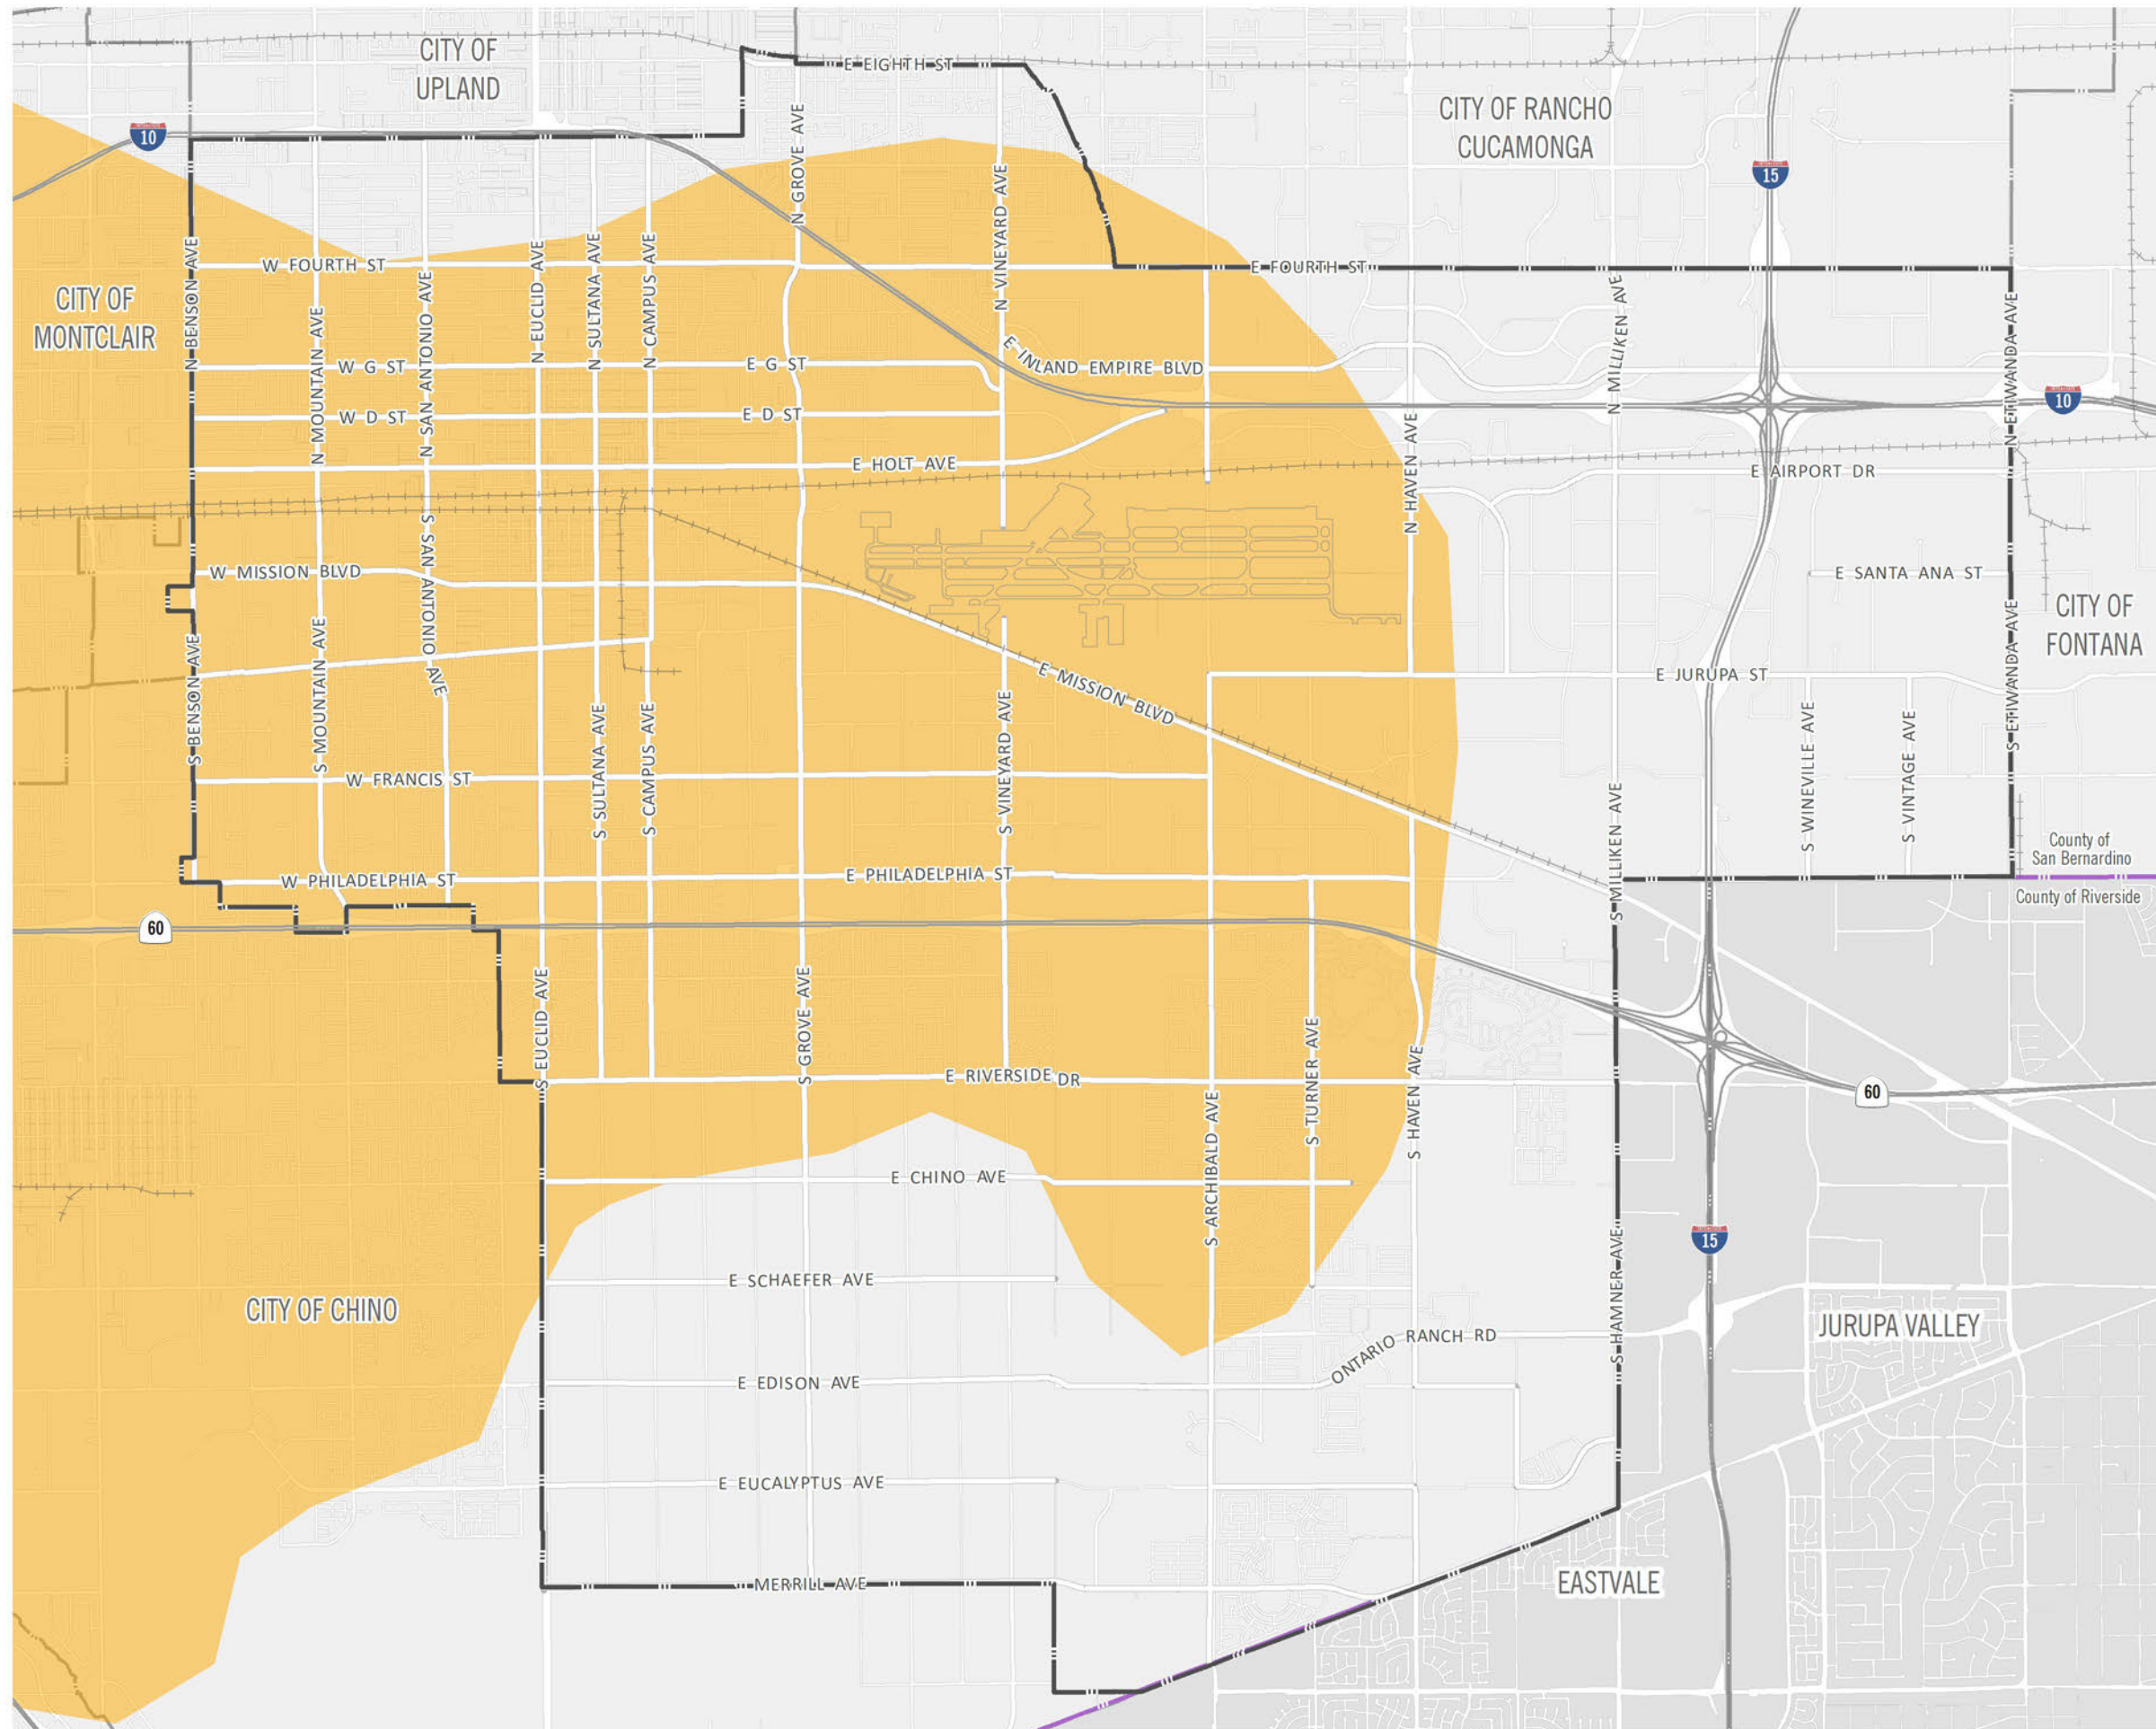 CITY OF
UPLAND
E EIGHTH ST
CITY OF RANCHO
CUCAMONGA
10
15
N GROVE AVE
N VINEYARD AVE
W FOURTH ST
E FOURTH ST
CITY OF
MONTCLAIR
N BENSON AVE
N MOUNTAIN AVE
N SAN ANTONIO AVE
N EUCLID AVE
N SULTANA AVE
N CAMPUS AVE
N MILLIKEN AVE
N ETIWANDA AVE
W G ST
E G ST
E INLAND EMPIRE BLVD
W D ST
E D ST
10
N HAVEN AVE
E HOLT AVE
E AIRPORT DR
W MISSION BLVD
S SAN ANTONIO AVE
E SANTA ANA ST
CITY OF
FONTANA
S BENSON AVE
S MOUNTAIN AVE
E MISSION BLVD
E JURUPA ST
S ETIWANDA AVE
S SULTANA AVE
S CAMPUS AVE
S VINEYARD AVE
S WINEVILLE AVE
S VINTAGE AVE
W FRANCIS ST
S MILLIKEN AVE
County of
San Bernardino
W PHILADELPHIA ST
E PHILADELPHIA ST
County of Riverside
60
S EUCLID AVE
S GROVE AVE
S TURNER AVE
S HAVEN AVE
E RIVERSIDE DR
60
S ARCHIBALD AVE
E CHINO AVE
15
S HAMNER AVE
E SCHAEFER AVE
CITY OF CHINO
ONTARIO RANCH RD
JURUPA VALLEY
E EDISON AVE
E EUCALYPTUS AVE
MERRILL AVE
EASTVALE